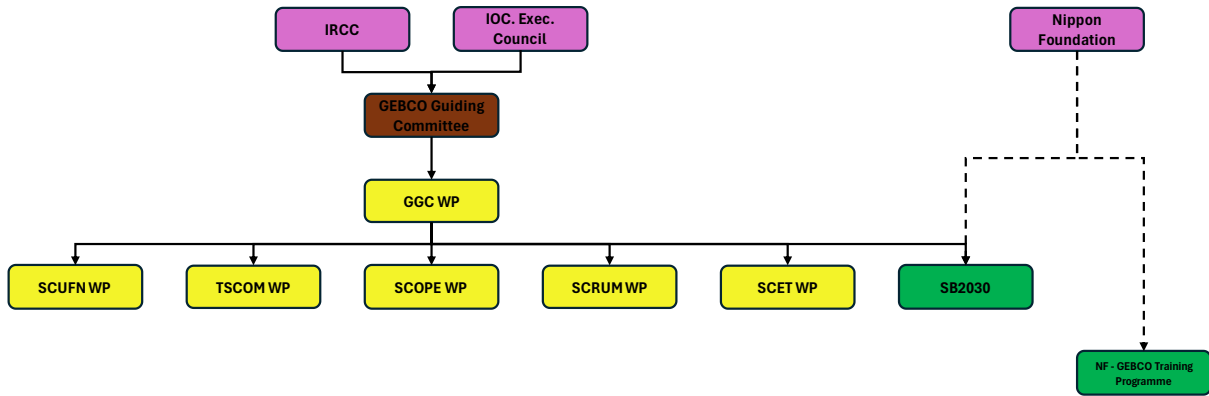 IRCC
IOC. Exec.
Council
Nippon
Foundation
GEBCO Guiding
Committee
GGC WP
SCUFN WP
TSCOM WP
SCOPE WP
SCRUM WP
SCET WP
SB2030
NF - GEBCO Training
Programme